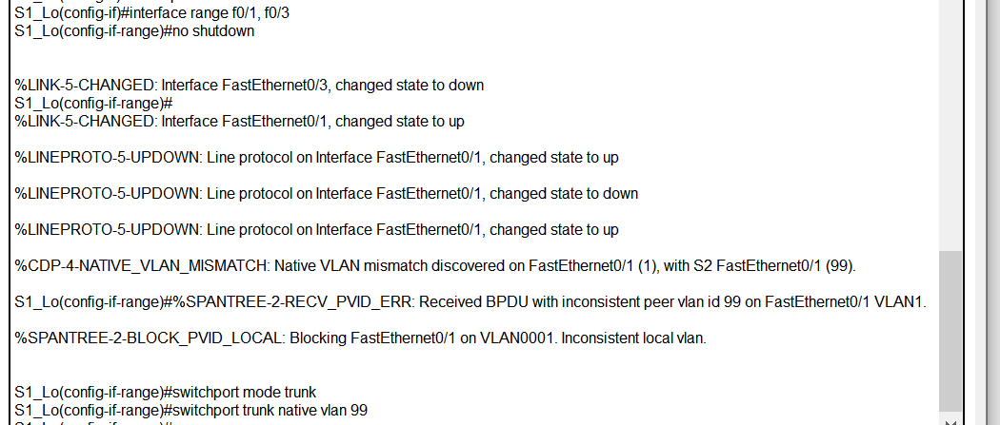 S1_Lo(config-if)#interface range f0/1, f0/3
S1_Lo(config-if-range)#no shutdown
%LINK-5-CHANGED: Interface FastEthernet0/3, changed state to down
S1_Lo(config-if-range)#
%LINK-5-CHANGED: Interface FastEthernet0/1, changed state to up
%LINEPROTO-5-UPDOWN: Line protocol on Interface FastEthernet0/1, changed state to up
%LINEPROTO-5-UPDOWN: Line protocol on Interface FastEthernet0/1, changed state to down
%LINEPROTO-5-UPDOWN: Line protocol on Interface FastEthernet0/1, changed state to up
%CDP-4-NATIVE_VLAN_MISMATCH: Native VLAN mismatch discovered on FastEthernet0/1 (1), with S2 FastEthernet0/1 (99).
S1_Lo(config-if-range)#%SPANTREE-2-RECV_PVID_ERR: Received BPDU with inconsistent peer vlan id 99 on FastEthernet0/1 VLAN1.
%SPANTREE-2-BLOCK_PVID_LOCAL: Blocking FastEthernet0/1 on VLAN0001. Inconsistent local vlan.
S1_Lo(config-if-range)#switchport mode trunk
S1_Lo(config-if-range)#switchport trunk native vlan 99